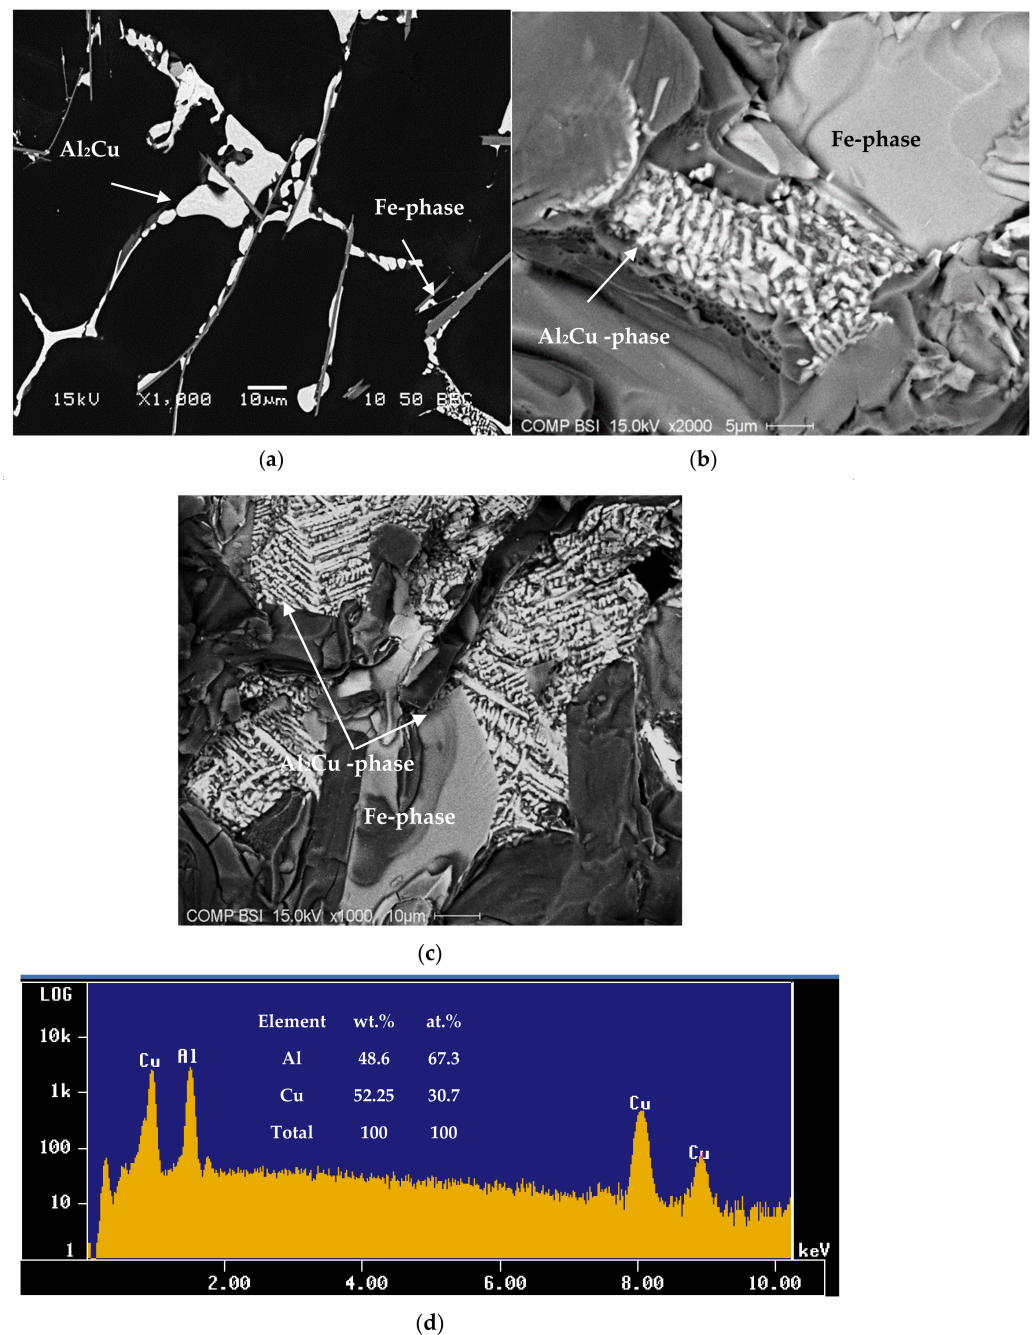 Al₂Cu
Fe-phase
15kV X1,000 10μm 10 50 BEC
(a)
Fe-phase
Al₂Cu -phase
COMP BSI 15.0kV x2000 5μm
(b)
Al₂Cu -phase
Fe-phase
COMP BSI 15.0kV x1000 10μm
(c)
LOG
10k
1k
100
10
1
Element wt.% at.%
Al 48.6 67.3
Cu 52.25 30.7
Total 100 100
Cu Al
Cu
Cu
keV
2.00 4.00 6.00 8.00 10.00
(d)